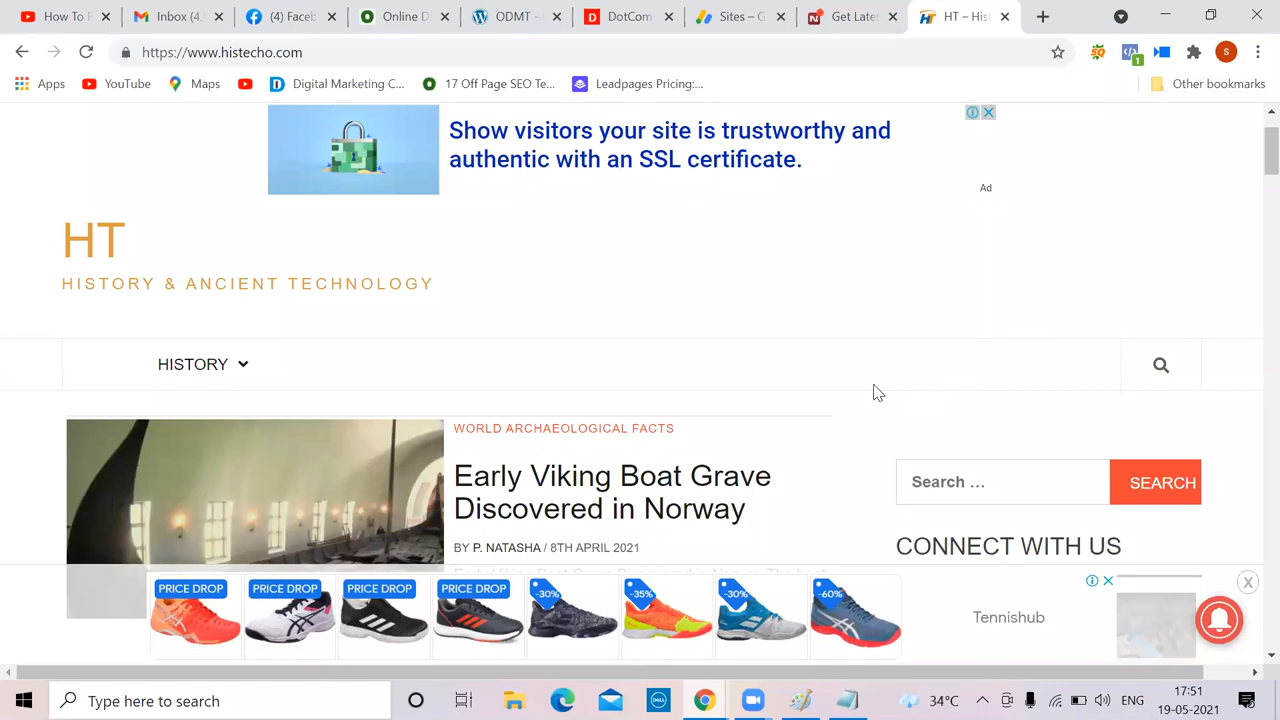 How To F
Inbox (4,
(4) Faceb
Online D
ODMT -
DotCom
Sites – G
Get Late
HT – Hist
https://www.histecho.com
1
S
Apps
YouTube
Maps
Digital Marketing C...
17 Off Page SEO Te...
Leadpages Pricing:...
Other bookmarks
Show visitors your site is trustworthy and
authentic with an SSL certificate.
Ad
HT
HISTORY & ANCIENT TECHNOLOGY
HISTORY
WORLD ARCHAEOLOGICAL FACTS
Early Viking Boat Grave
Discovered in Norway
BY P. NATASHA / 8TH APRIL 2021
Search …
SEARCH
CONNECT WITH US
PRICE DROP
PRICE DROP
PRICE DROP
PRICE DROP
-30%
-35%
-30%
-60%
Tennishub
X
Type here to search
34°C
ENG
17:51
19-05-2021